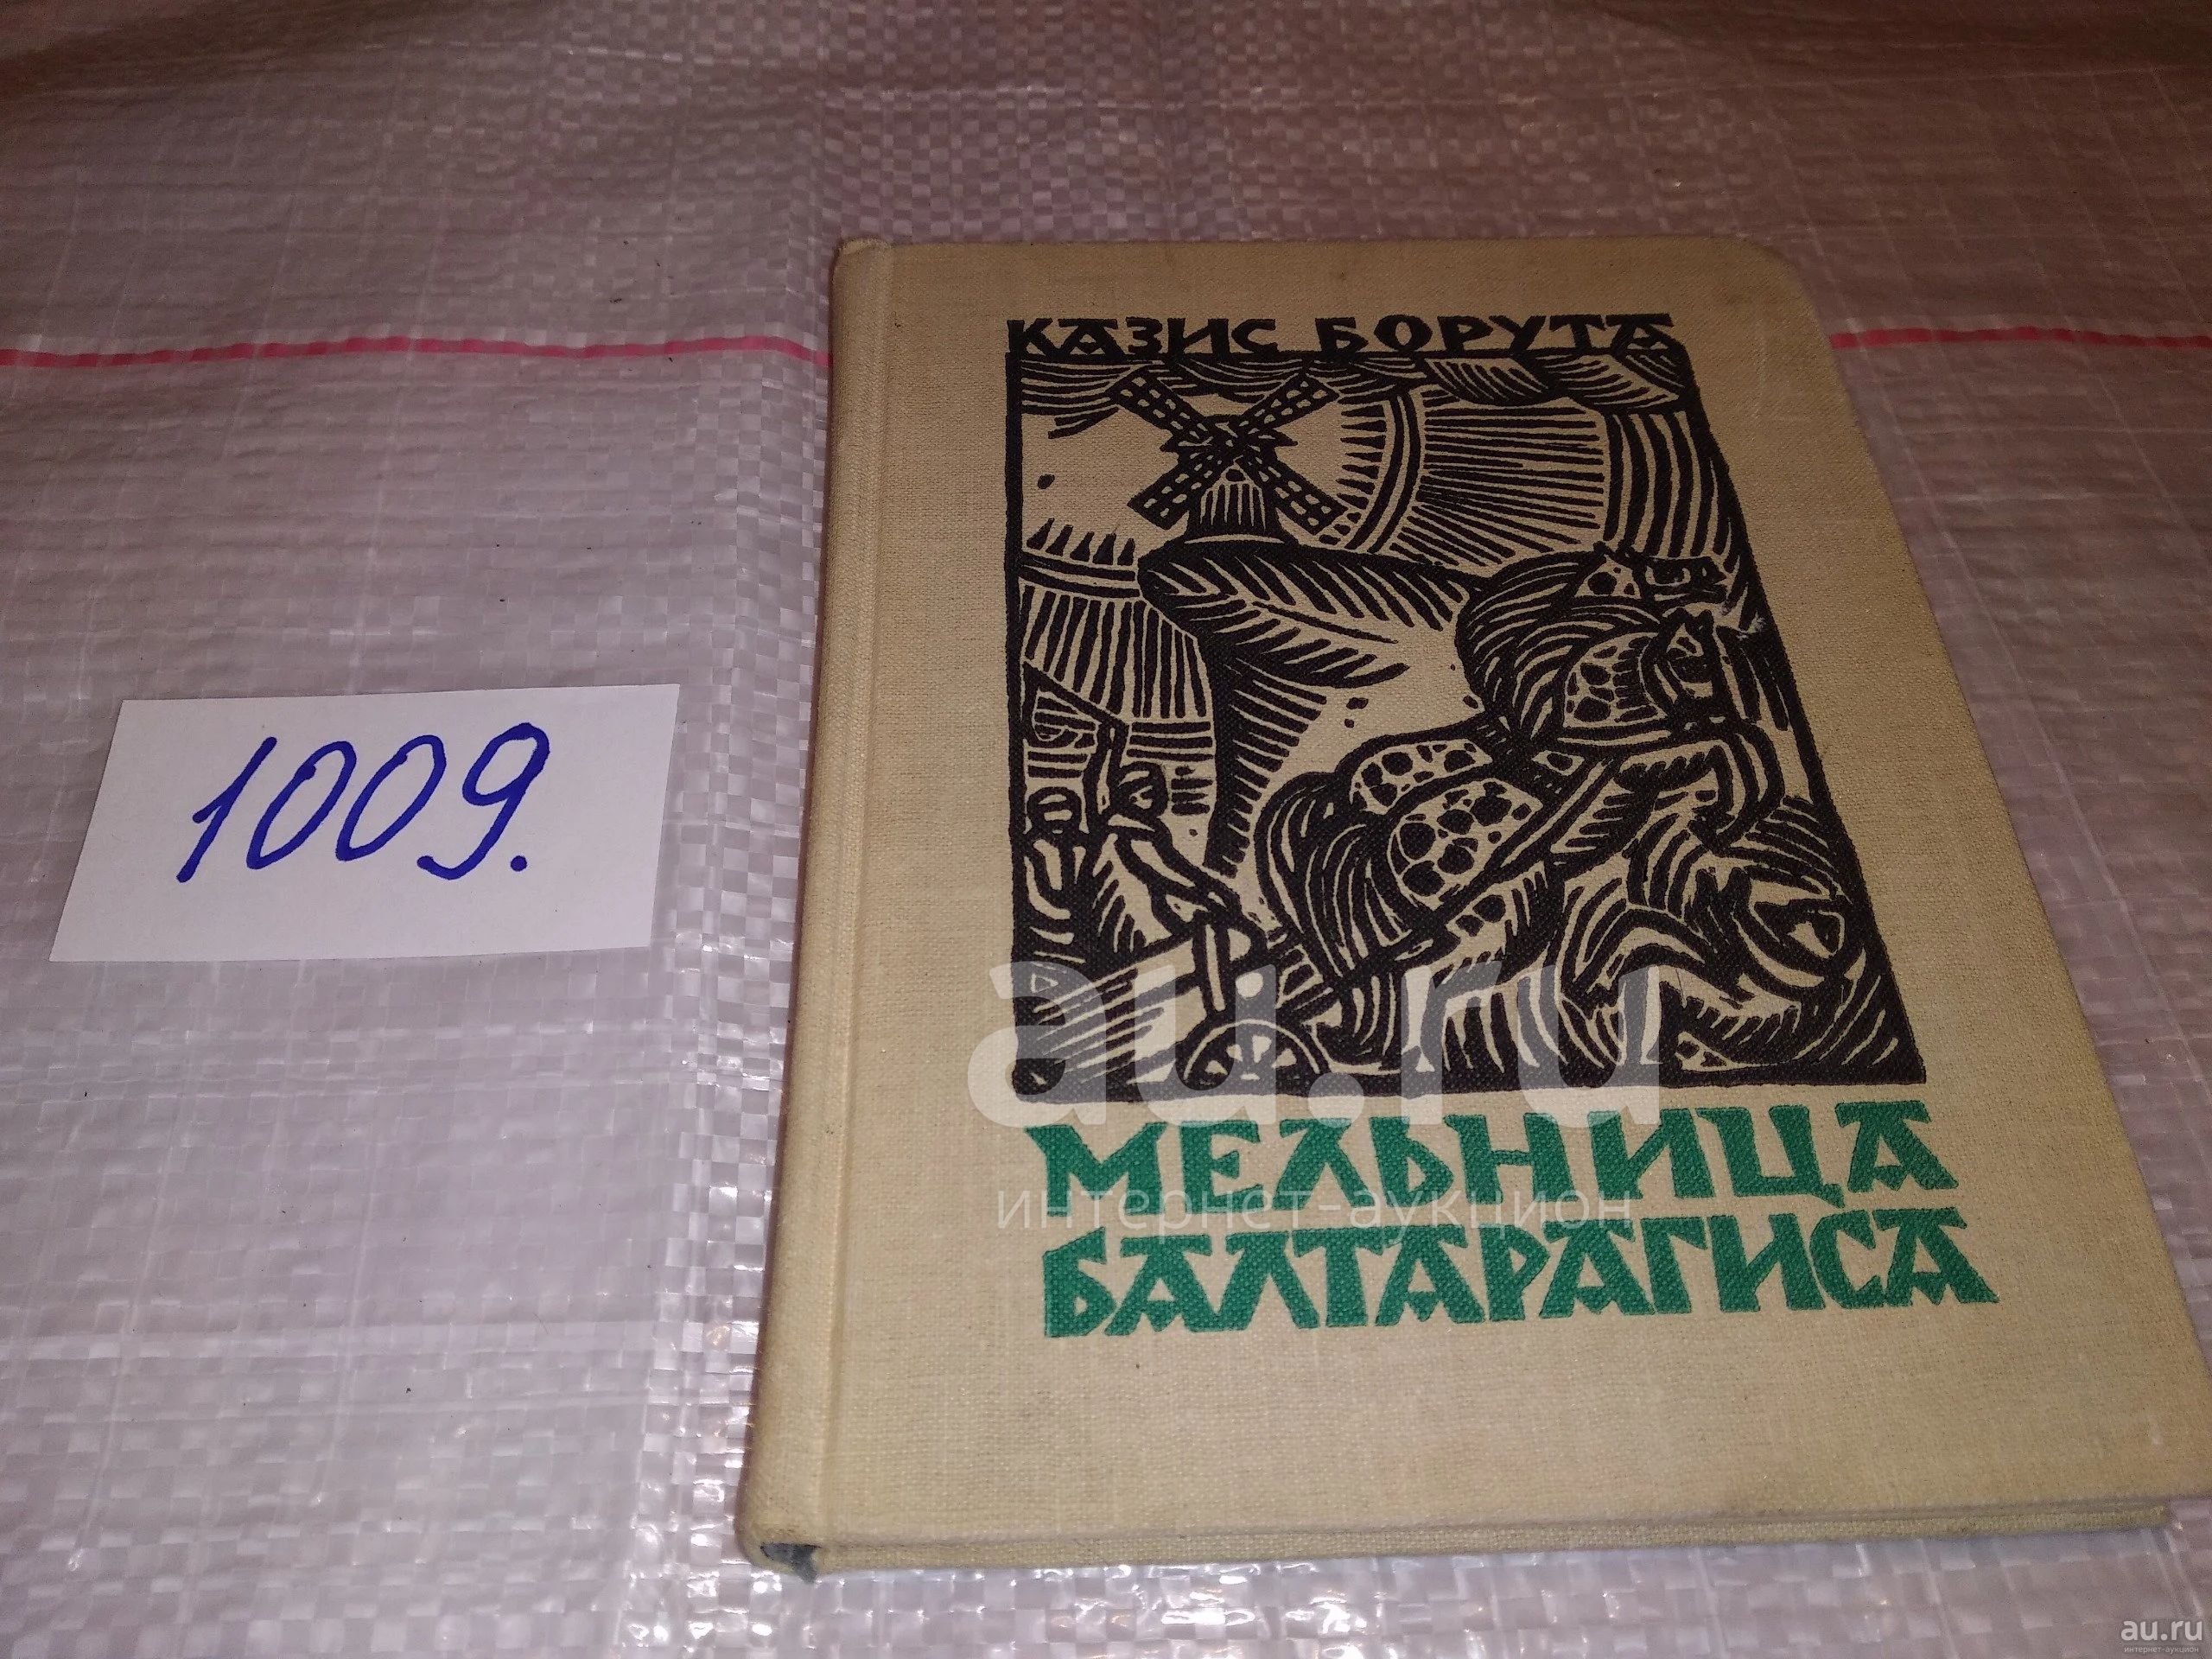 КАЗИС БОРУТА
1009.
au.ru
МЕЛЬНИЦА
интернет-аукцион
БАЛТАРАГИСА
au.ru
интернет-аукцион